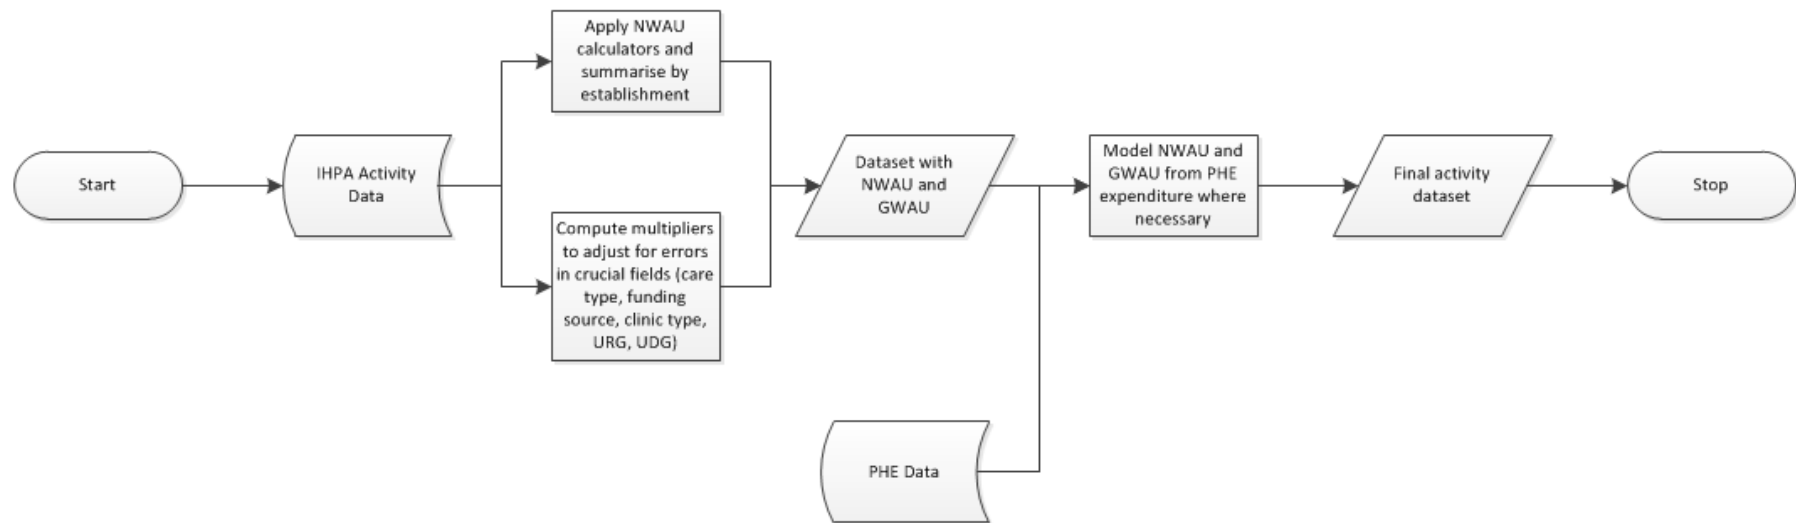 Start
IHPA Activity
Data
Apply NWAU
calculators and
summarise by
establishment
Compute multipliers
to adjust for errors
in crucial fields (care
type, funding
source, clinic type,
URG, UDG)
Dataset with
NWAU and
GWAU
PHE Data
Model NWAU and
GWAU from PHE
expenditure where
necessary
Final activity
dataset
Stop